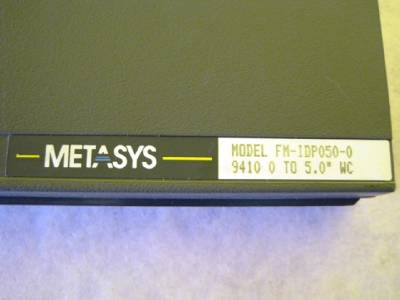 METASYS
MODEL FM-IDP050-0
9410 0 TO 5.0" WC